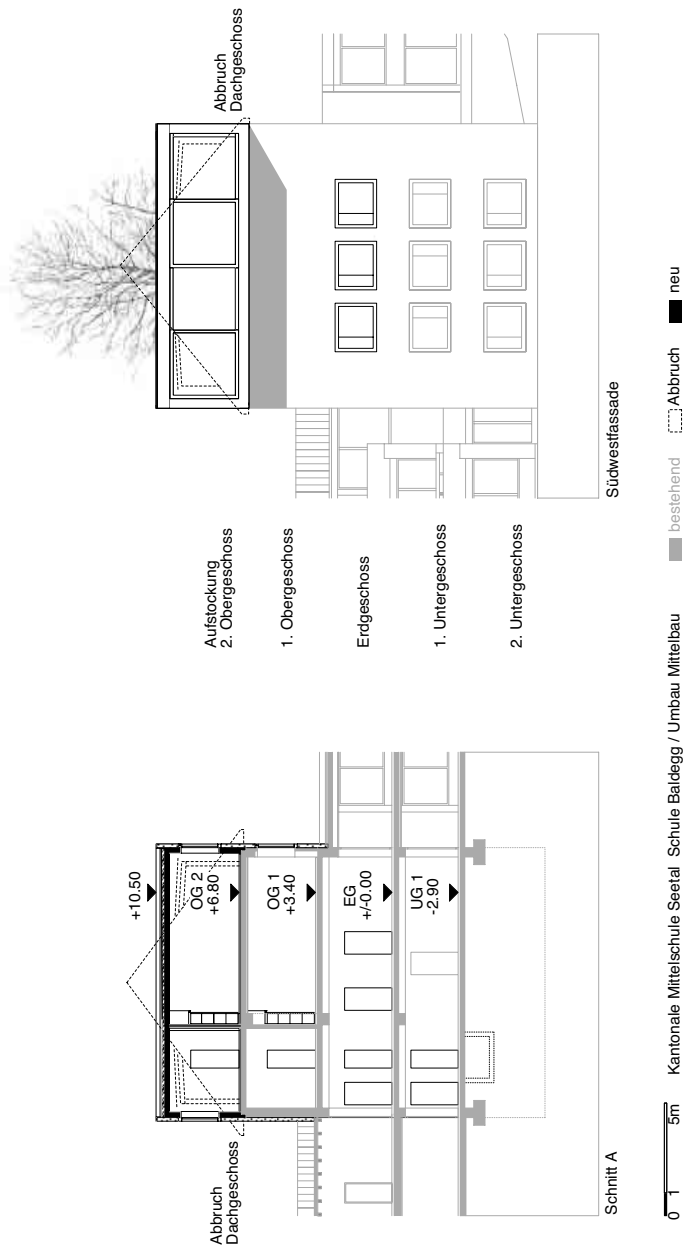 Abbruch
Dachgeschoss
+10.50
OG 2
+6.80
OG 1
+3.40
EG
+/-0.00
UG 1
-2.90
Schnitt A
Aufstockung
2. Obergeschoss
1. Obergeschoss
Erdgeschoss
1. Untergeschoss
2. Untergeschoss
Abbruch
Dachgeschoss
Südwestfassade
0 1 5m
Kantonale Mittelschule Seetal Schule Baldegg / Umbau Mittelbau
bestehend
Abbruch
neu